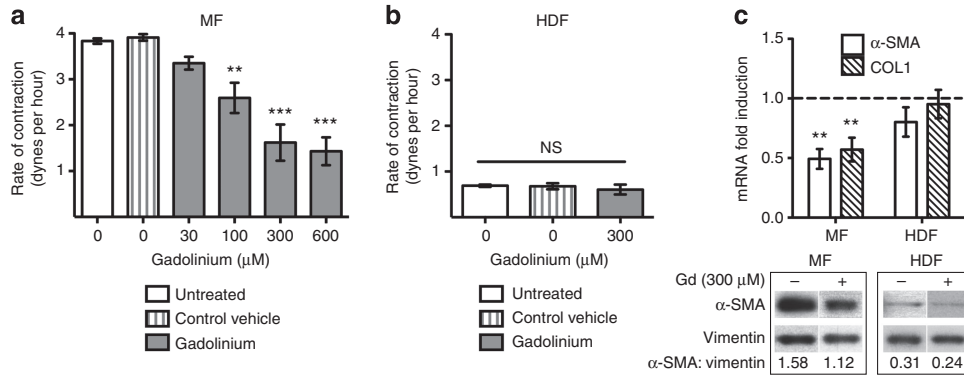 a
MF
Rate of contraction
(dynes per hour)
4
3
2
1
**
***
***
0 0 30 100 300 600
Gadolinium (μM)
Untreated
Control vehicle
Gadolinium
b
HDF
Rate of contraction
(dynes per hour)
4
3
2
1
NS
0 0 300
Gadolinium (μM)
Untreated
Control vehicle
Gadolinium
c
α-SMA
COL1
mRNA fold induction
1.5
1.0
0.5
0.0
** **
MF HDF
MF HDF
Gd (300 μM) – + – +
α-SMA
Vimentin
α-SMA: vimentin 1.58 1.12 0.31 0.24